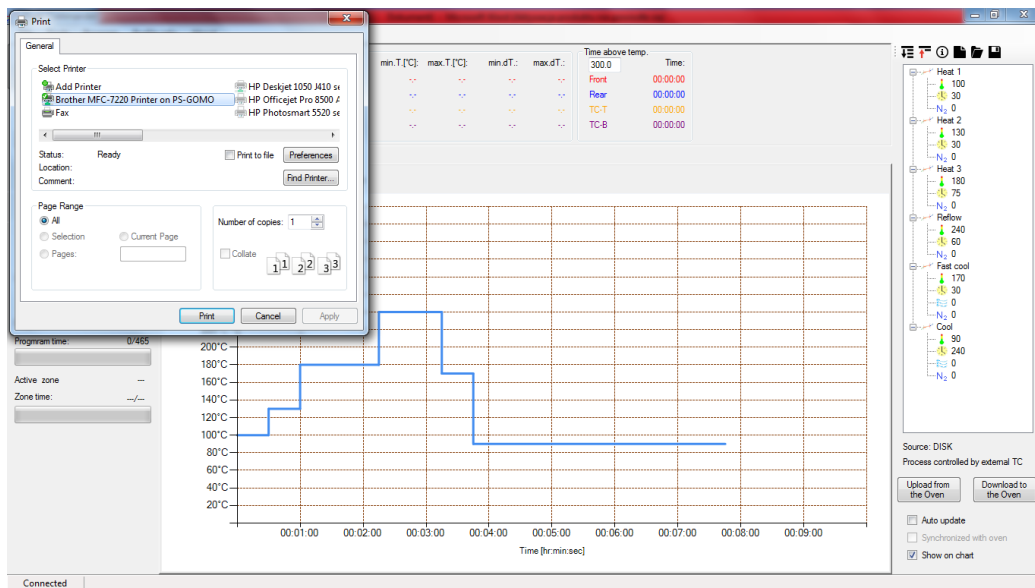 Print
General
Select Printer
Add Printer
Brother MFC-7220 Printer on PS-GOMO
Fax
HP Deskjet 1050 J410 se
HP Officejet Pro 8500 A
HP Photosmart 5520 se
Status: Ready
Location:
Comment:
Print to file
Preferences
Find Printer...
Page Range
All
Selection
Current Page
Pages:
Number of copies: 1
Collate
1 1 2 2 3 3
Print
Cancel
Apply
min.T.[°C]: max.T.[°C]: min.dT.: max.dT.:
-.- -.- -.- -.-
-.- -.- -.- -.-
-.- -.- -.- -.-
-.- -.- -.- -.-
Time above temp.
300.0 Time:
Front 00:00:00
Rear 00:00:00
TC-T 00:00:00
TC-B 00:00:00
Progmram time: 0/465
Active zone ---
Zone time: ---/---
200°C
180°C
160°C
140°C
120°C
100°C
80°C
60°C
40°C
20°C
00:01:00 00:02:00 00:03:00 00:04:00 00:05:00 00:06:00 00:07:00 00:08:00 00:09:00
Time [hr:min:sec]
Heat 1
100
30
N2 0
Heat 2
130
30
N2 0
Heat 3
180
75
N2 0
Reflow
240
60
N2 0
Fast cool
170
30
0
N2 0
Cool
90
240
0
N2 0
Source: DISK
Process controlled by external TC
Upload from
the Oven
Download to
the Oven
Auto update
Synchronized with oven
Show on chart
Connected